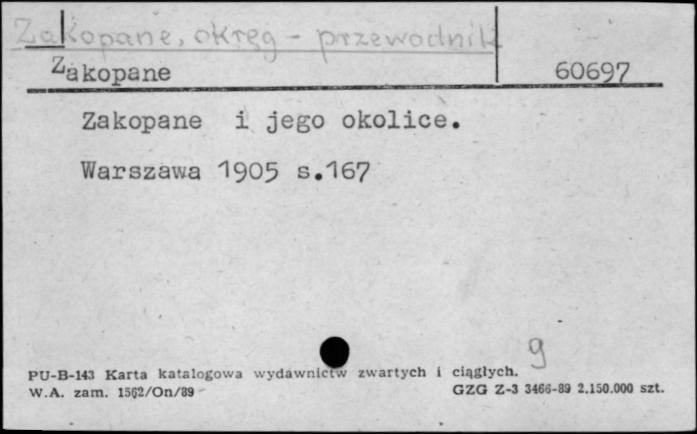 Zakopane, okręg - przewodnik
Zakopane 60697
Zakopane i jego okolice.
Warszawa 1905 s.167
g
PU-B-143 Karta katalogowa wydawnictw zwartych i ciągłych.
W.A. zam. 1562/On/89 GZG Z-3 3466-89 2.150.000 szt.